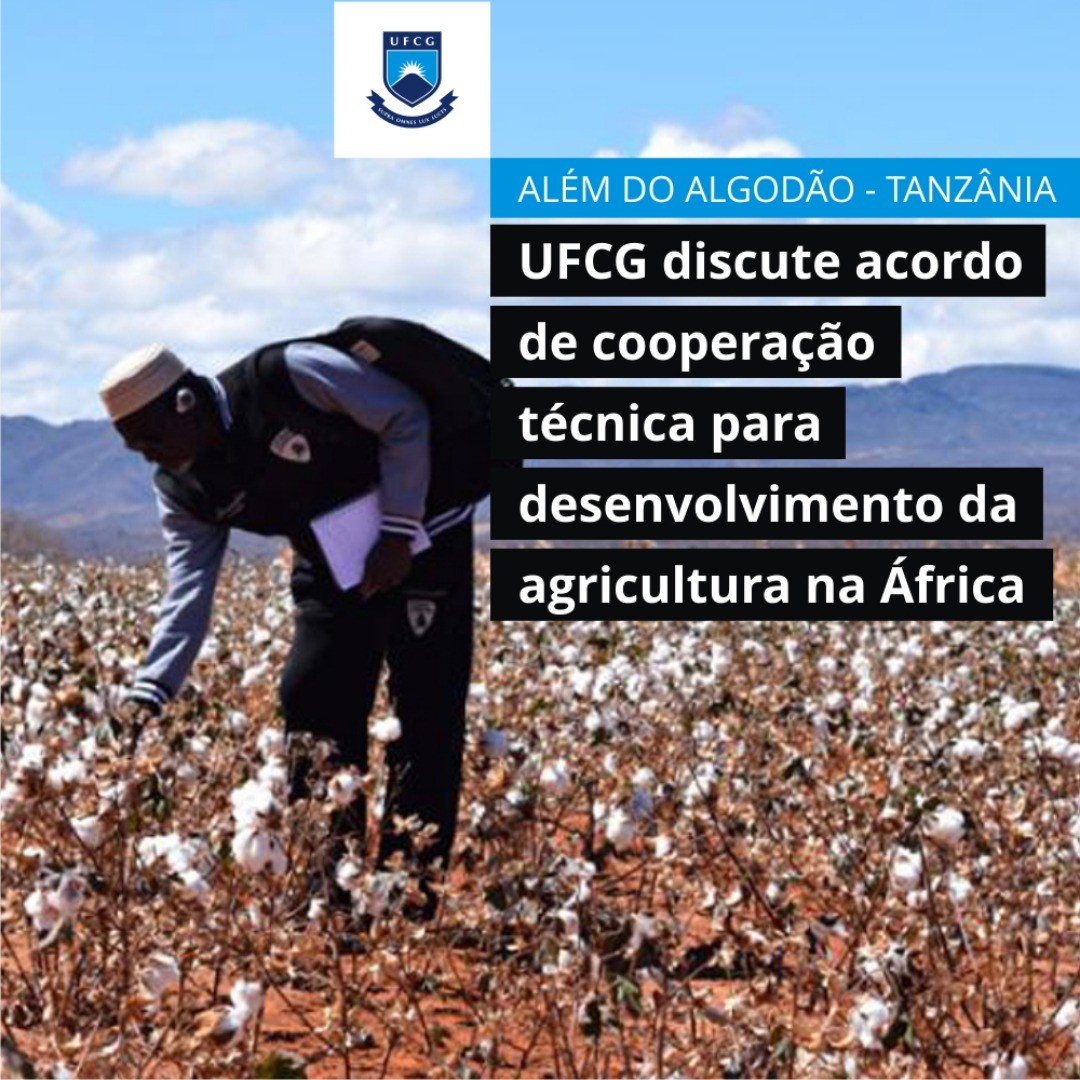 UFCG
SUPRA OMNES LUX LUCES
ALÉM DO ALGODÃO - TANZÂNIA
UFCG discute acordo
de cooperação
técnica para
desenvolvimento da
agricultura na África